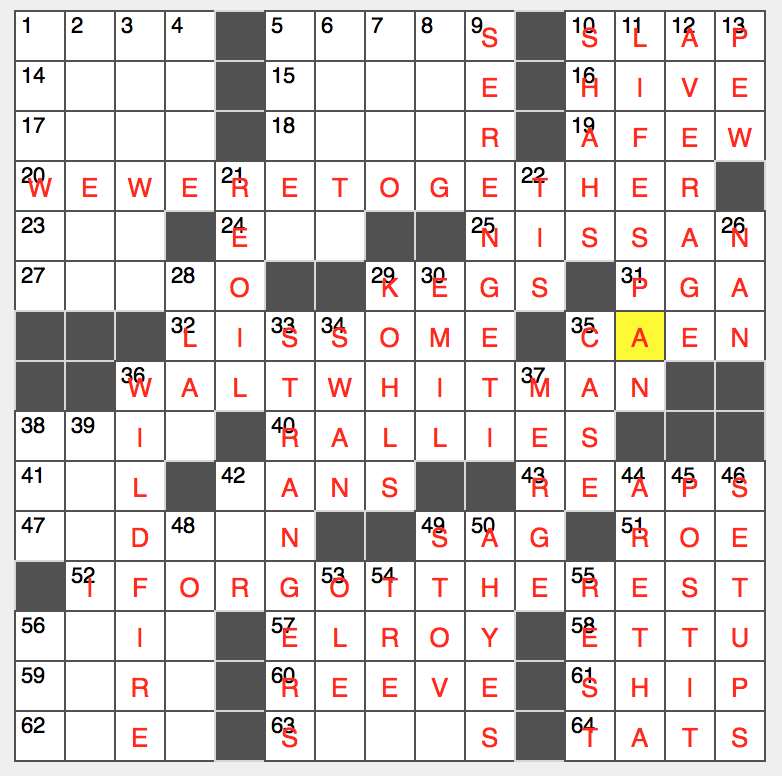 1 2 3 4 5 6 7 8 9 S 10 S 11 L 12 A 13 P
14 15 E 16 H I V E
17 18 R 19 A F E W
20 W E W E 21 R E T O G E 22 T H E R
23 24 E 25 N I S S A 26 N
27 28 O 29 K 30 E G S 31 P G A
32 L I 33 S 34 S O M E 35 C A E N
36 W A L T W H I T 37 M A N
38 39 I 40 R A L L I E S
41 L 42 A N S 43 R E 44 A 45 P 46 S
47 D 48 N 49 S 50 A G 51 R O E
52 I F O R G 53 O 54 T T H E 55 R E S T
56 I 57 E L R O Y 58 E T T U
59 R 60 R E E V E 61 S H I P
62 E 63 S S 64 T A T S